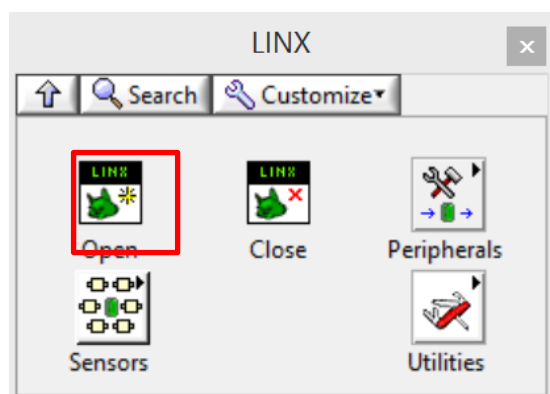 LINX
Search Customize
LINX LINX
Open Close Peripherals
Sensors Utilities